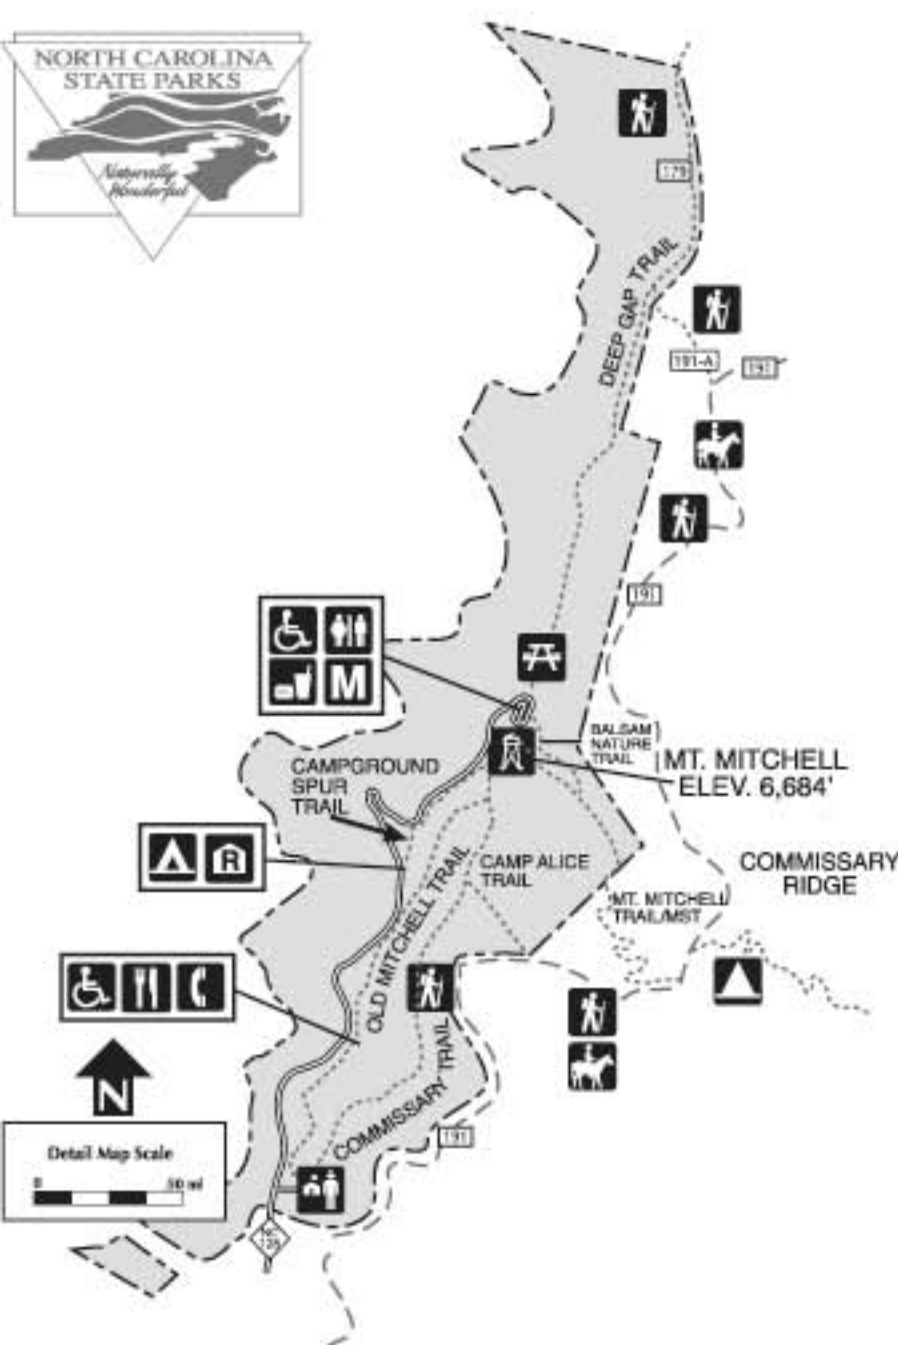 NORTH CAROLINA
STATE PARKS
Naturally
Wonderful
179
DEEP GAP TRAIL
191-A
191
191
M
BALSAM
NATURE
TRAIL
MT. MITCHELL
ELEV. 6,684'
CAMPGROUND
SPUR
TRAIL
R
CAMP ALICE
TRAIL
COMMISSARY
RIDGE
MT. MITCHELL
TRAIL/MST
OLD MITCHELL TRAIL
N
COMMISSARY TRAIL
191
Detail Map Scale
0 .50 mi
NC
128